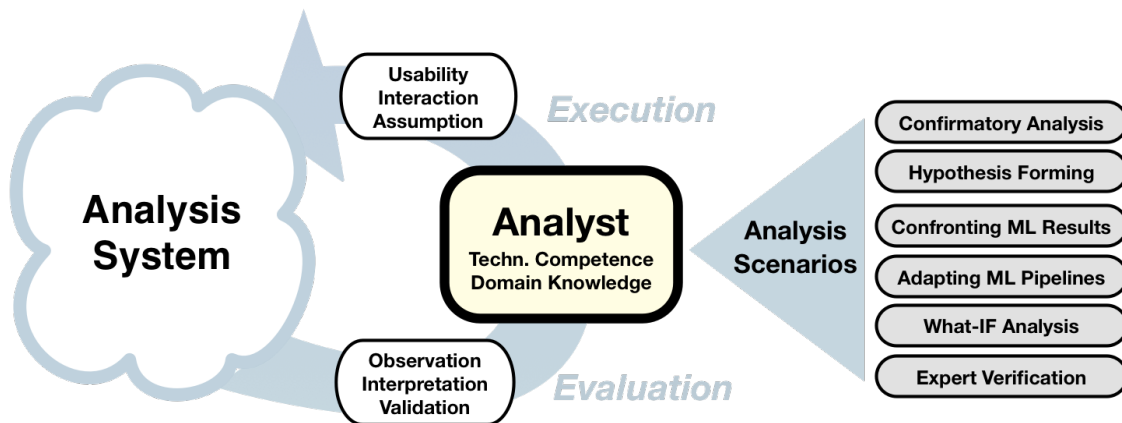 Analysis
System
Usability
Interaction
Assumption
Execution
Analyst
Techn. Competence
Domain Knowledge
Observation
Interpretation
Validation
Evaluation
Analysis
Scenarios
Confirmatory Analysis
Hypothesis Forming
Confronting ML Results
Adapting ML Pipelines
What-IF Analysis
Expert Verification